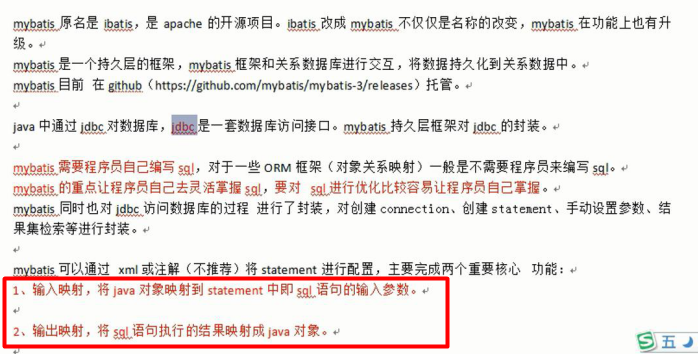 mybatis 原名是 ibatis，是 apache 的开源项目。ibatis 改成 mybatis 不仅仅是名称的改变，mybatis 在功能上也有升
级。
mybatis 是一个持久层的框架，mybatis 框架和关系数据库进行交互，将数据持久化到关系数据中。
mybatis 目前 在 github（https://github.com/mybatis/mybatis-3/releases）托管。
java 中通过 jdbc 对数据库，jdbc 是一套数据库访问接口。mybatis 持久层框架对 jdbc 的封装。
mybatis 需要程序员自己编写 sql，对于一些 ORM 框架（对象关系映射）一般是不需要程序员来编写 sql。
mybatis 的重点让程序员自己去灵活掌握 sql，要对 sql 进行优化比较容易让程序员自己掌握。
mybatis 同时也对 jdbc 访问数据库的过程 进行了封装，对创建 connection、创建 statement、手动设置参数、结
果集检索等进行封装。
mybatis 可以通过 xml 或注解（不推荐）将 statement 进行配置，主要完成两个重要核心 功能：
1、输入映射，将 java 对象映射到 statement 中即 sql 语句的输入参数。
2、输出映射，将 sql 语句执行的结果映射成 java 对象。
S 五